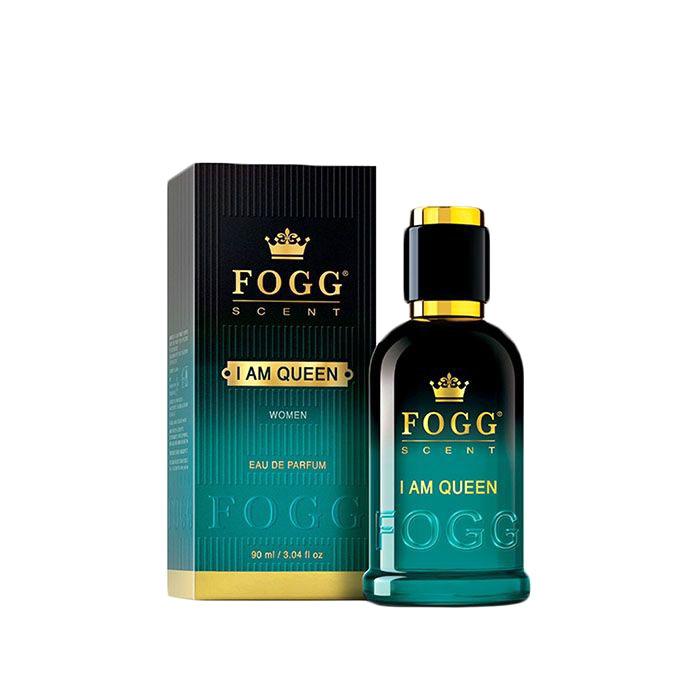 FOGG®
SCENT
I AM QUEEN
WOMEN
EAU DE PARFUM
FOGG
90 ml / 3.04 fl oz
FOGG®
SCENT
I AM QUEEN
FOGG